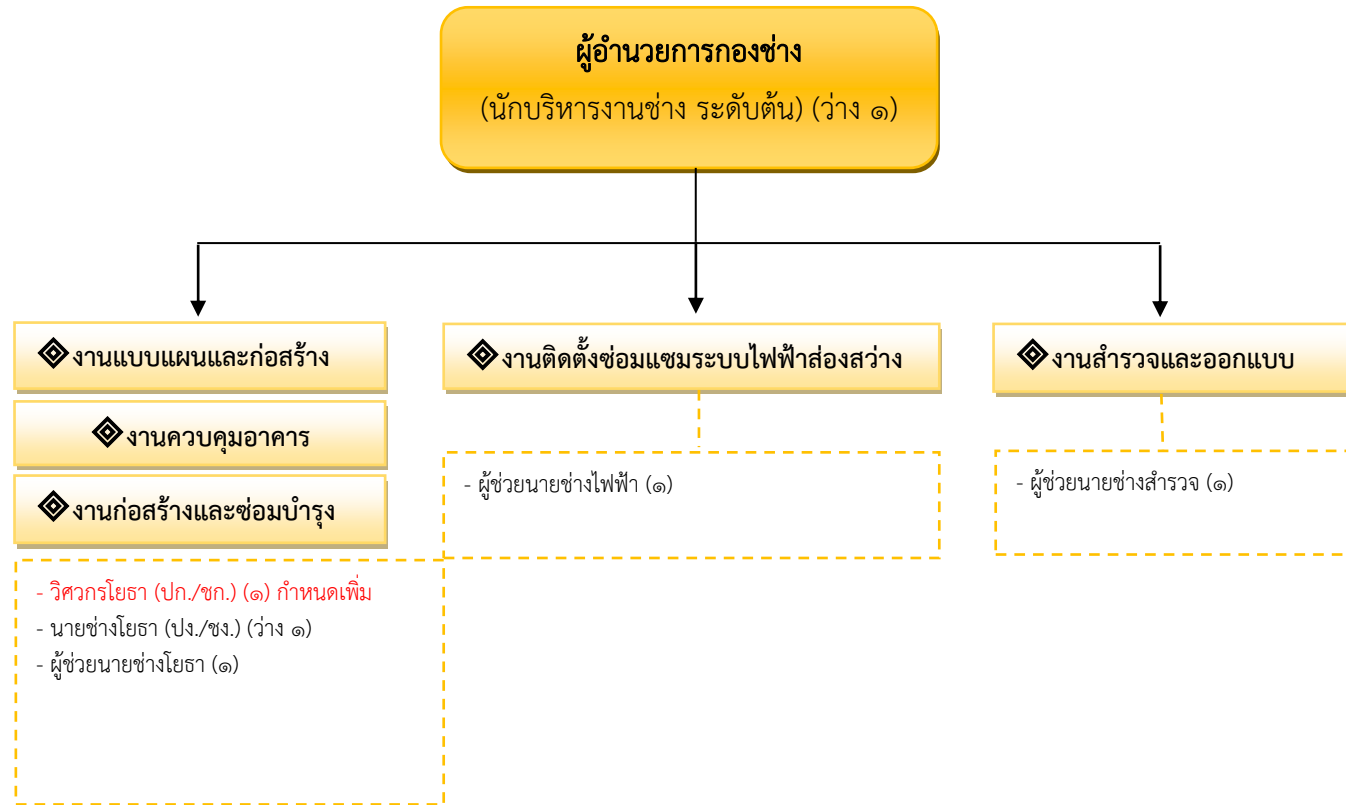 ผู้อำนวยการกองช่าง
(นักบริหารงานช่าง ระดับต้น) (ว่าง ๑)
งานแบบแผนและก่อสร้าง
งานควบคุมอาคาร
งานก่อสร้างและซ่อมบำรุง
- วิศวกรโยธา (ปก./ชก.) (๑) กำหนดเพิ่ม
- นายช่างโยธา (ปง./ชง.) (ว่าง ๑)
- ผู้ช่วยนายช่างโยธา (๑)
งานติดตั้งซ่อมแซมระบบไฟฟ้าส่องสว่าง
- ผู้ช่วยนายช่างไฟฟ้า (๑)
งานสำรวจและออกแบบ
- ผู้ช่วยนายช่างสำรวจ (๑)